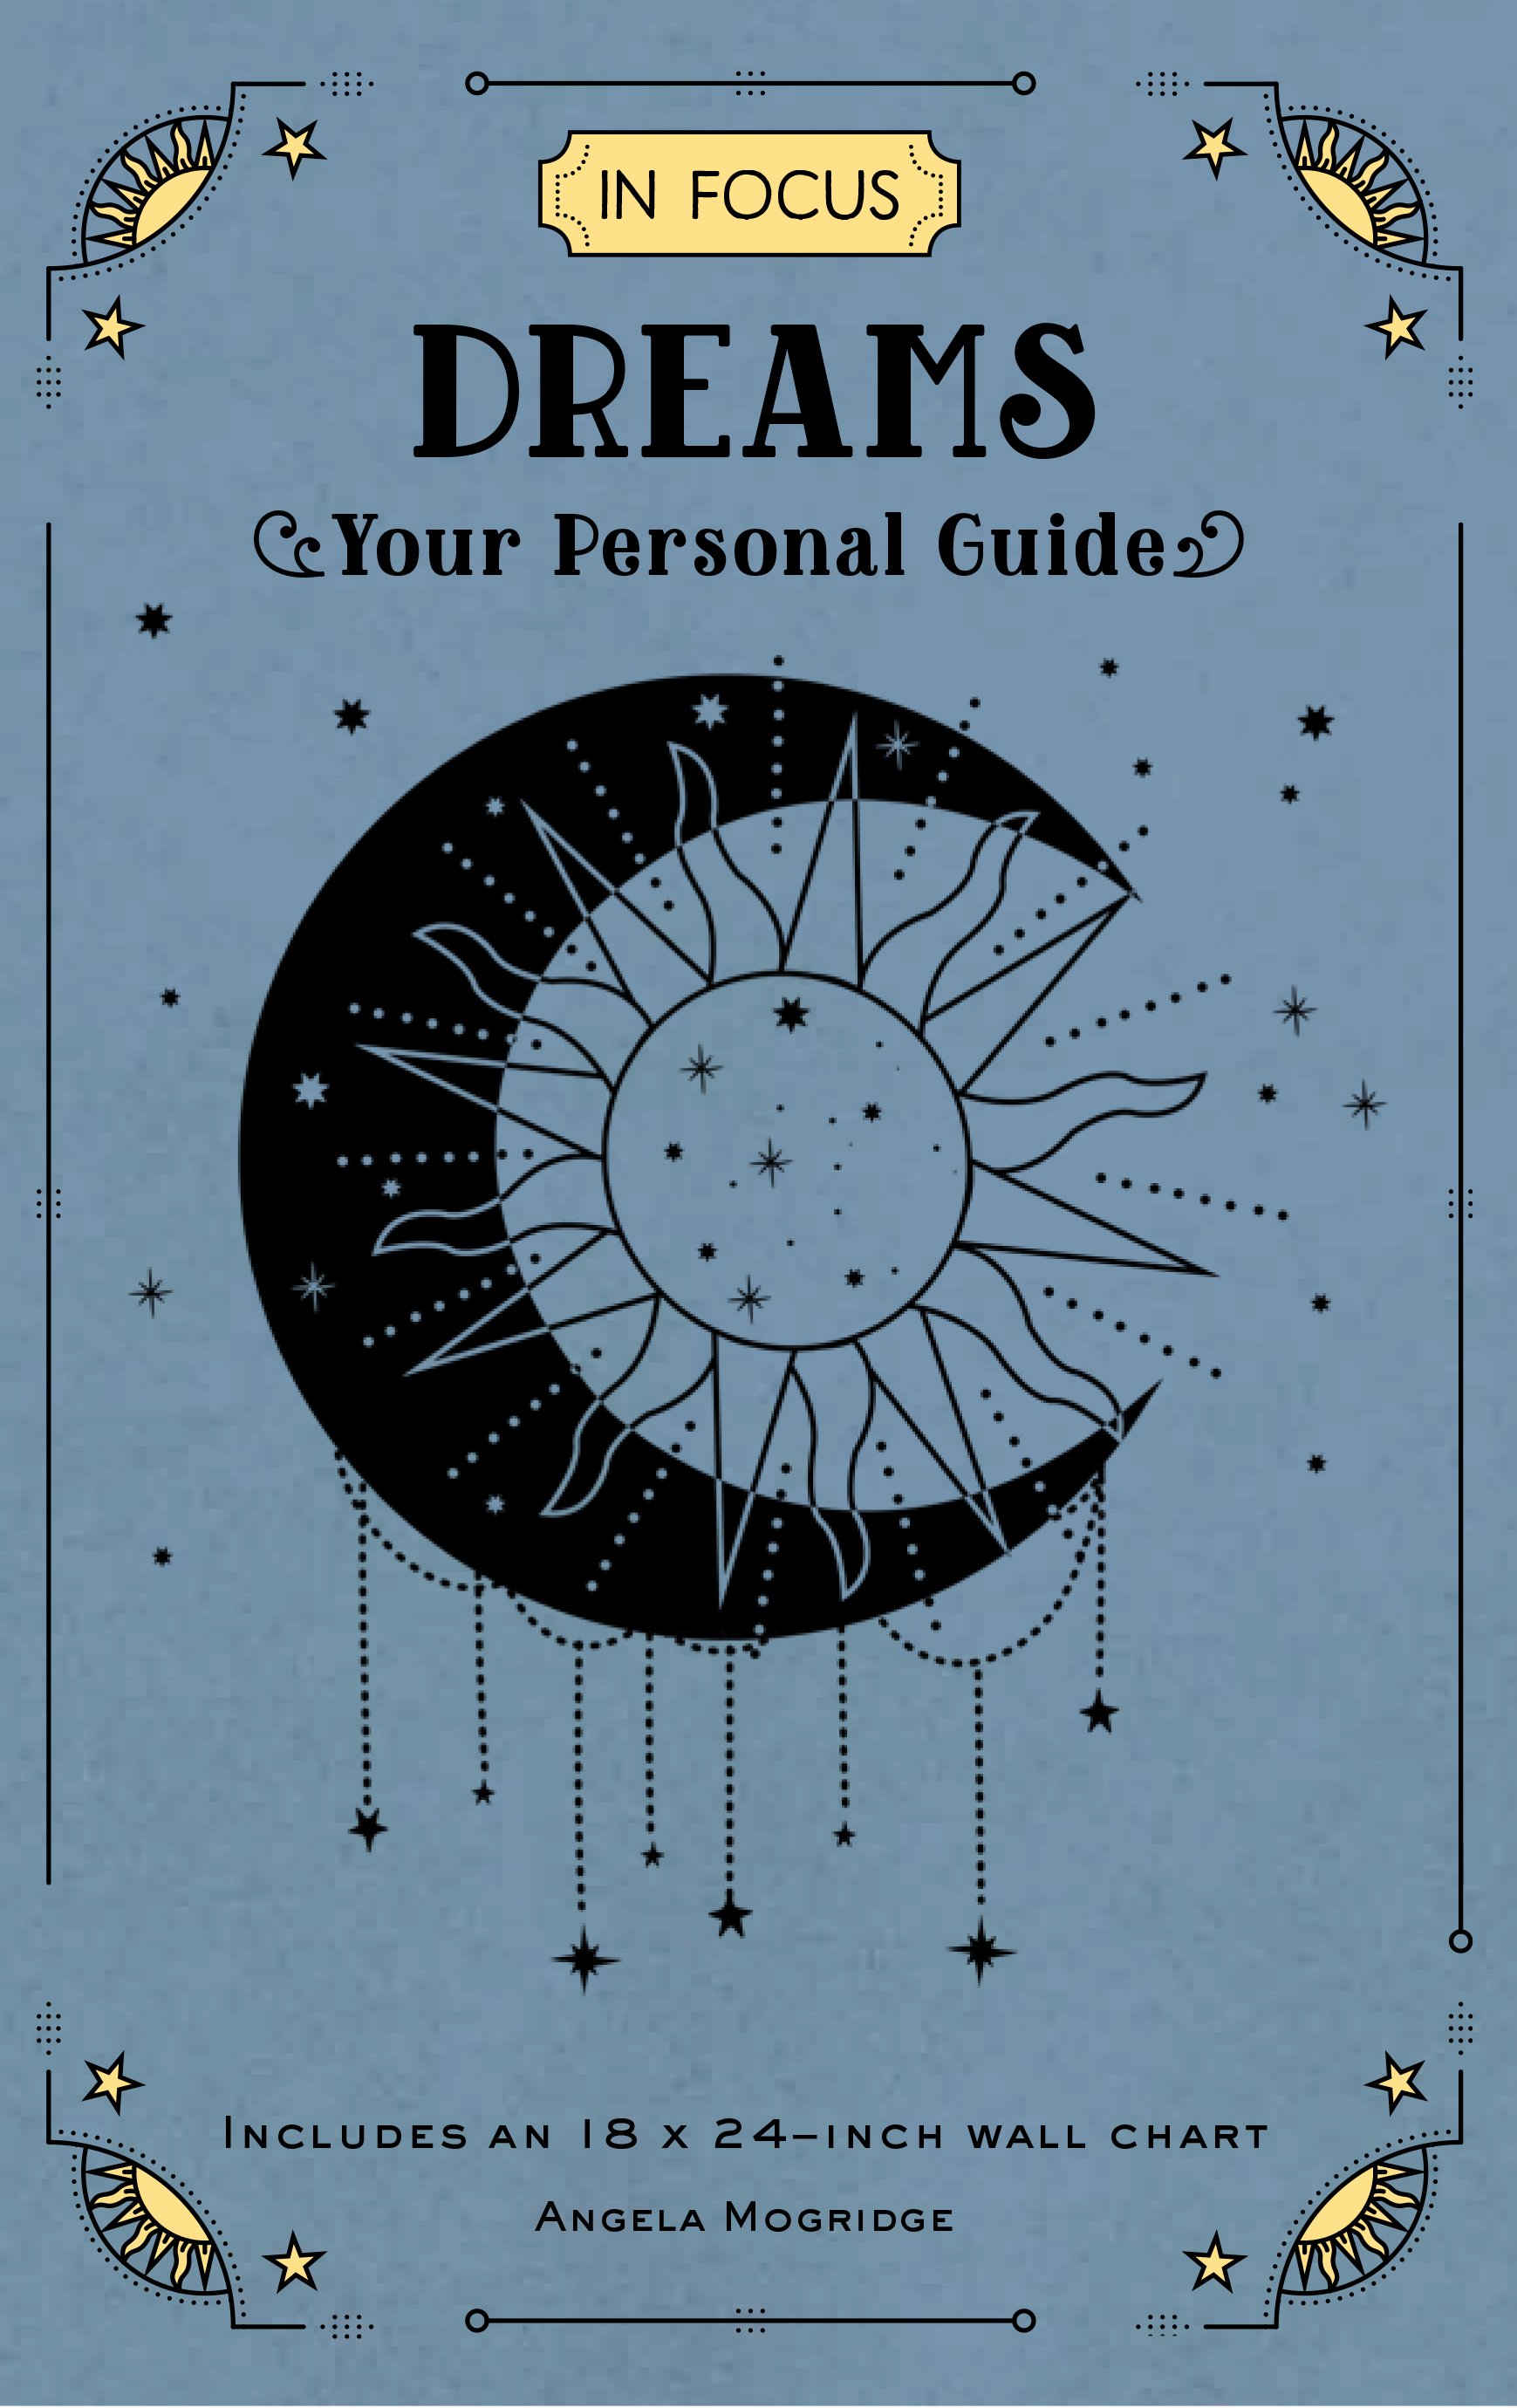 IN FOCUS
DREAMS
Your Personal Guide
INCLUDES AN 18 X 24–INCH WALL CHART
ANGELA MOGRIDGE